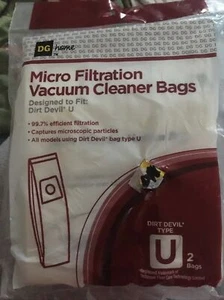 DG home
Micro Filtration
Vacuum Cleaner Bags
Designed to Fit:
Dirt Devil® U
• 99.7% efficient filtration
• Captures microscopic particles
• All models using Dirt Devil® bag type U
DIRT DEVIL®
TYPE
U
2
Bags